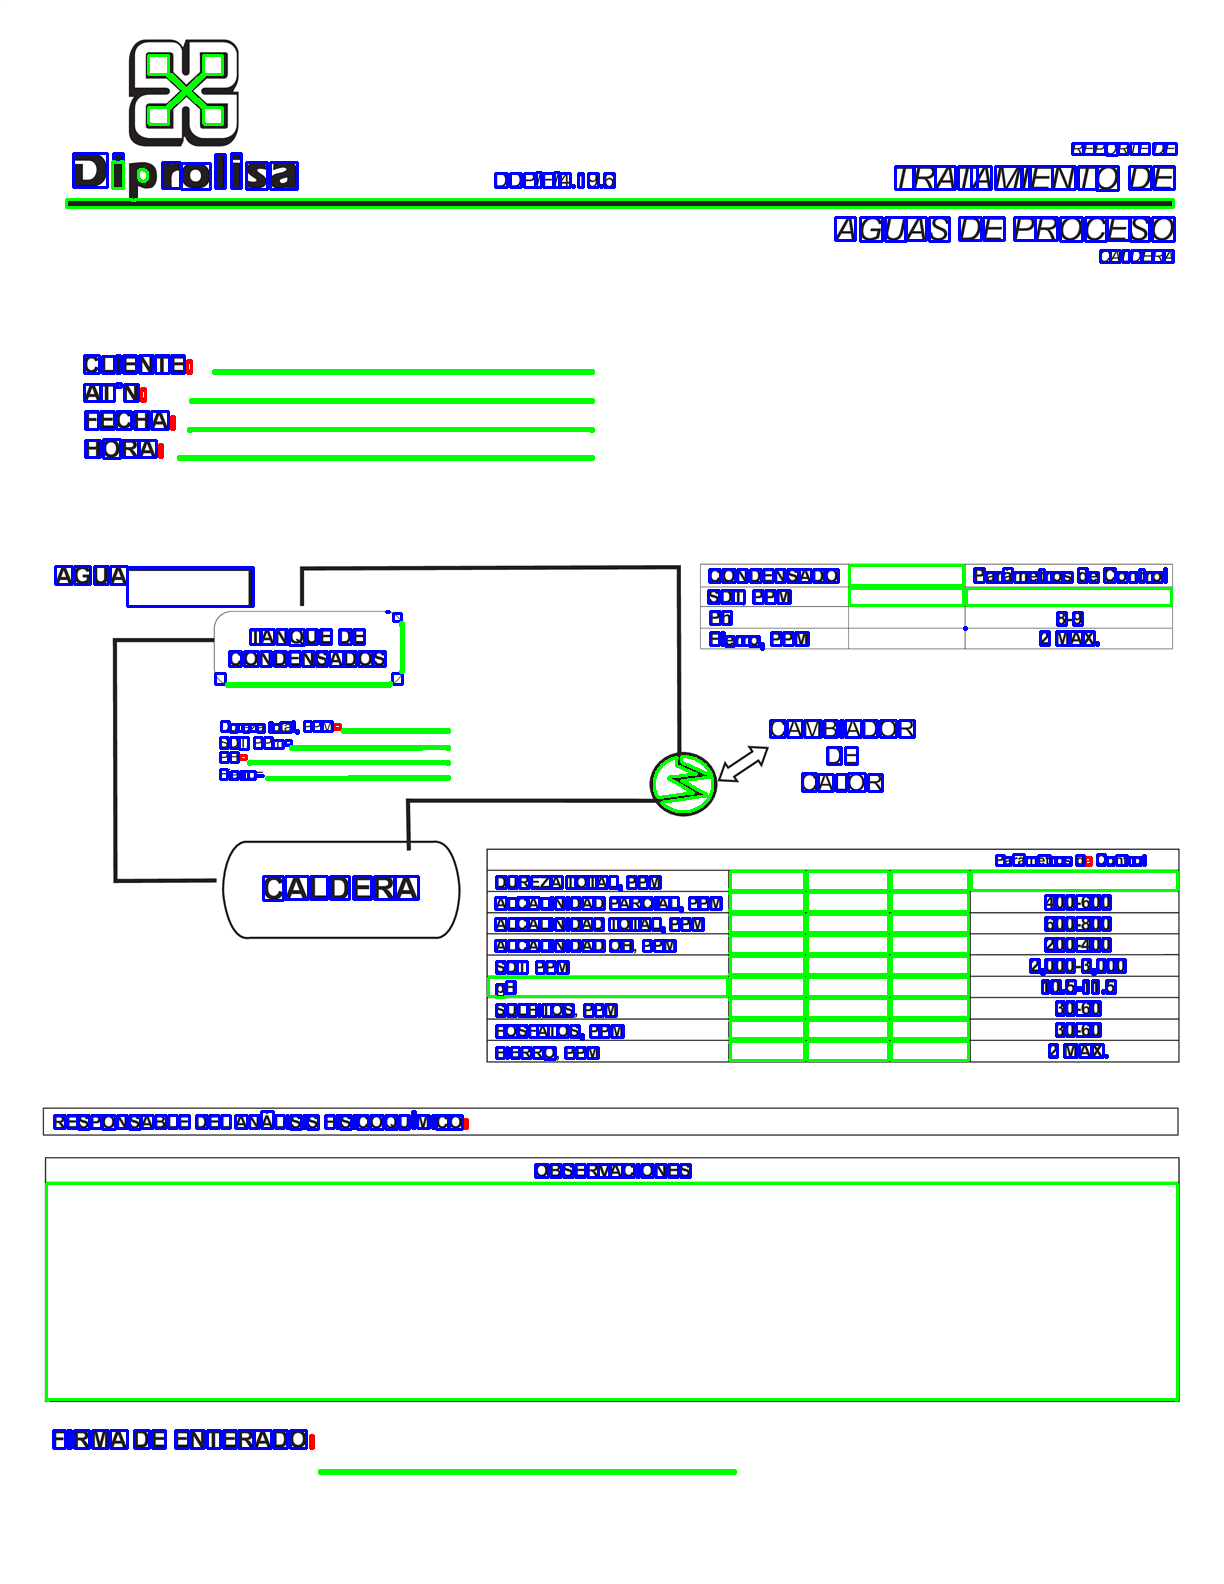 Diprolisa
REPORTE DE
TRATAMIENTO DE
AGUAS DE PROCESO
CALDERA
CLIENTE:
AT'N:
FECHA:
HORA:
AGUA
TANQUE DE
CONDENSADOS
CONDENSADO Parámetros de Control
SDT, PPM
Ph 8-9
Fierro, PPM 2 MAX.
Dureza total, PPM=
SDT PPm=
PH=
Fierro=
CAMBIADOR
DE
CALOR
CALDERA
Parámetros de Control
DUREZA TOTAL, PPM
ALCALINIDAD PARCIAL, PPM 400-600
ALCALINIDAD TOTAL, PPM 600-800
ALCALINIDAD OH, PPM 200-400
SDT PPM 2,000-3,000
pH 10.5-11.5
SULFITOS, PPM 30-60
FOSFATOS, PPM 30-60
FIERRO, PPM 2 MAX.
RESPONSABLE DEL ANÁLISIS FISICOQUÍMICO:
OBSERVACIONES
FIRMA DE ENTERADO: